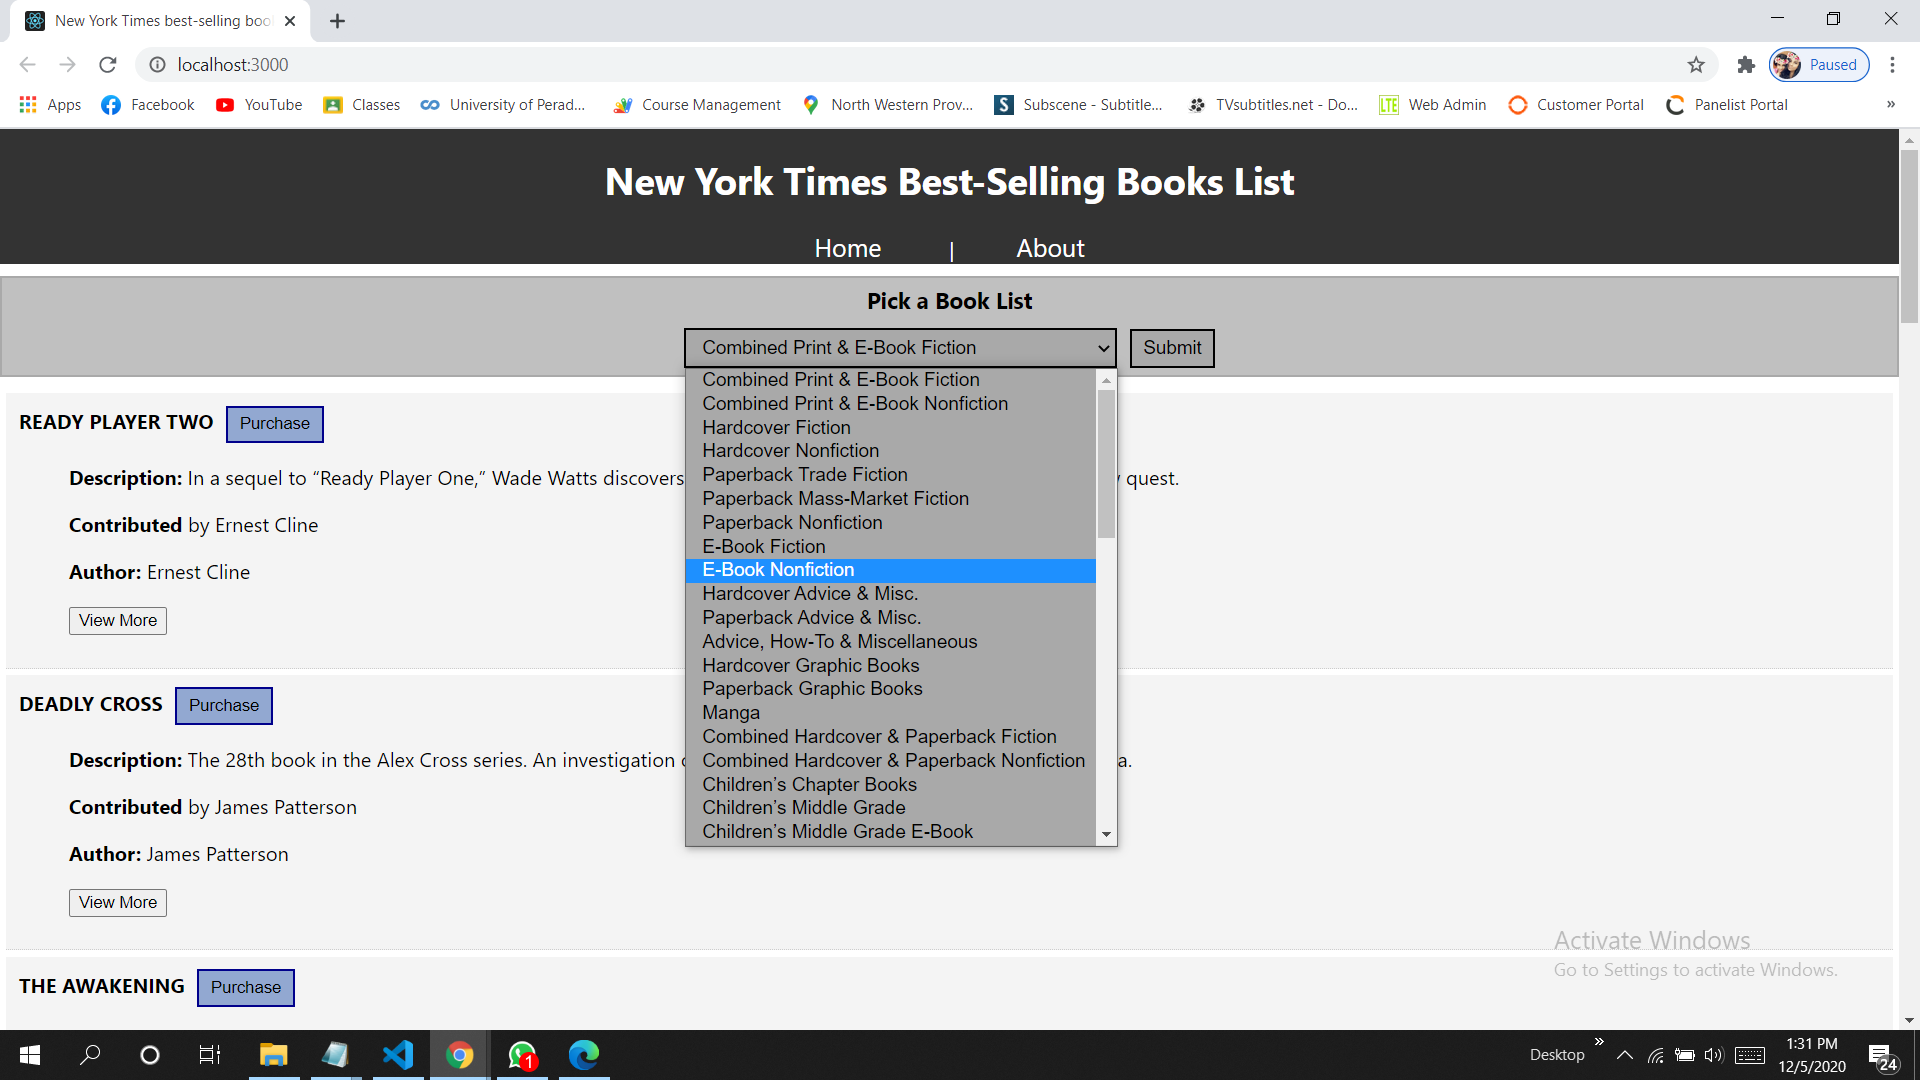 New York Times best-selling boo
localhost:3000
Paused
Apps Facebook YouTube Classes University of Perad... Course Management North Western Prov... Subscene - Subtitle... TVsubtitles.net - Do... LTE Web Admin Customer Portal Panelist Portal »
New York Times Best-Selling Books List
Home | About
Pick a Book List
Combined Print & E-Book Fiction Submit
Combined Print & E-Book Fiction
Combined Print & E-Book Nonfiction
Hardcover Fiction
Hardcover Nonfiction
Paperback Trade Fiction
Paperback Mass-Market Fiction
Paperback Nonfiction
E-Book Fiction
E-Book Nonfiction
Hardcover Advice & Misc.
Paperback Advice & Misc.
Advice, How-To & Miscellaneous
Hardcover Graphic Books
Paperback Graphic Books
Manga
Combined Hardcover & Paperback Fiction
Combined Hardcover & Paperback Nonfiction
Children’s Chapter Books
Children’s Middle Grade
Children’s Middle Grade E-Book
READY PLAYER TWO Purchase
Description: In a sequel to “Ready Player One,” Wade Watts discovers quest.
Contributed by Ernest Cline
Author: Ernest Cline
View More
DEADLY CROSS Purchase
Description: The 28th book in the Alex Cross series. An investigation a.
Contributed by James Patterson
Author: James Patterson
View More
THE AWAKENING Purchase
Activate Windows
Go to Settings to activate Windows.
1
Desktop » 1:31 PM
12/5/2020
24